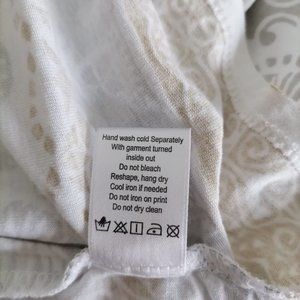 Hand wash cold Separately
With garment turned
inside out
Do not bleach
Reshape, hang dry
Cool iron if needed
Do not iron on print
Do not dry clean